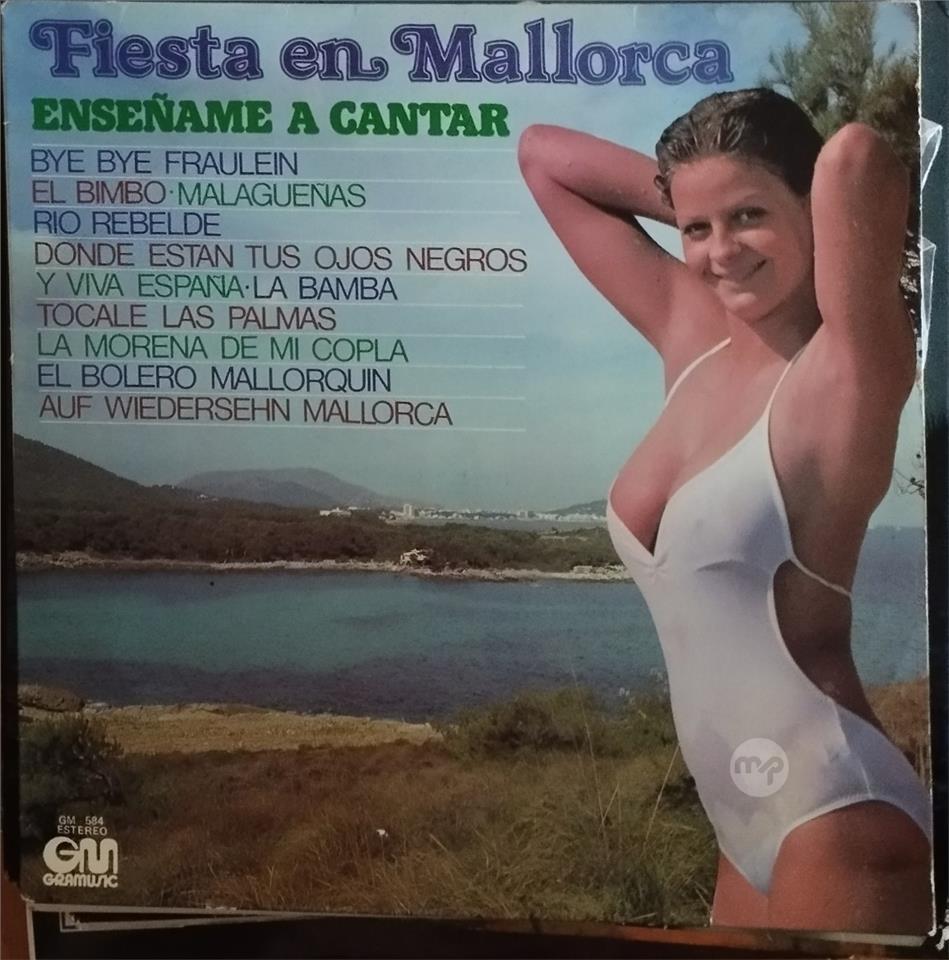 Fiesta en Mallorca
ENSEÑAME A CANTAR
BYE BYE FRAULEIN
EL BIMBO·MALAGUEÑAS
RIO REBELDE
DONDE ESTAN TUS OJOS NEGROS
Y VIVA ESPAÑA·LA BAMBA
TOCALE LAS PALMAS
LA MORENA DE MI COPLA
EL BOLERO MALLORQUIN
AUF WIEDERSEHN MALLORCA
mp
GM - 584
ESTEREO
GM
GRAMUSIC